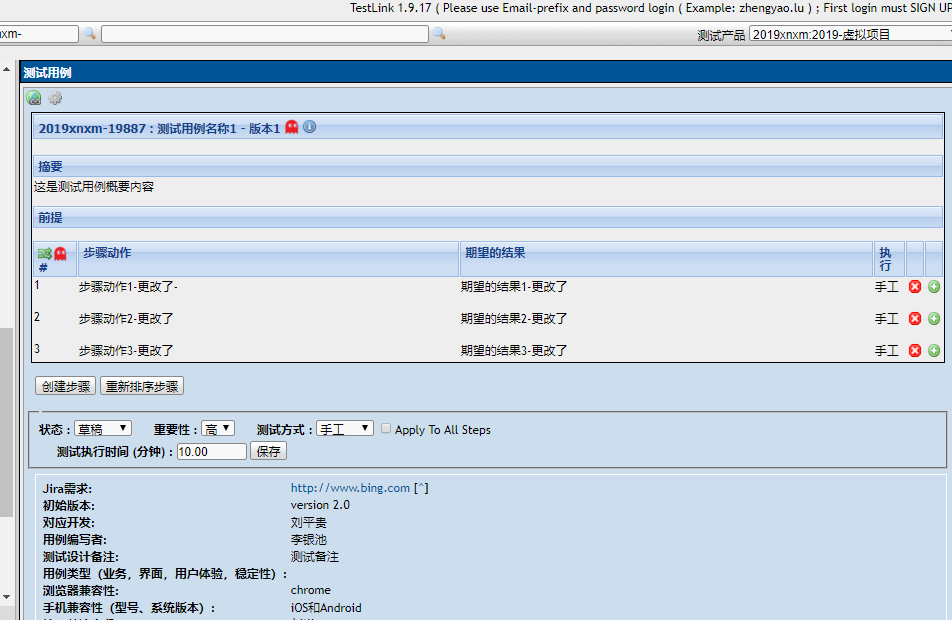 TestLink 1.9.17 ( Please use Email-prefix and password login ( Example: zhengyao.lu ) ; First login must SIGN UP
xm-
测试产品 2019xnxm:2019-虚拟项目
测试用例
2019xnxm-19887 : 测试用例名称1 - 版本1
摘要
这是测试用例概要内容
前提
# 步骤动作 期望的结果 执行
1 步骤动作1-更改了- 期望的结果1-更改了 手工
2 步骤动作2-更改了 期望的结果2-更改了 手工
3 步骤动作3-更改了 期望的结果3-更改了 手工
创建步骤 重新排序步骤
状态 : 草稿 重要性 : 高 测试方式 : 手工 Apply To All Steps
测试执行时间 (分钟) : 10.00 保存
Jira需求: http://www.bing.com [^]
初始版本: version 2.0
对应开发: 刘平贵
用例编写者: 李银池
测试设计备注: 测试备注
用例类型（业务，界面，用户体验，稳定性）:
浏览器兼容性: chrome
手机兼容性（型号、系统版本）: iOS和Android